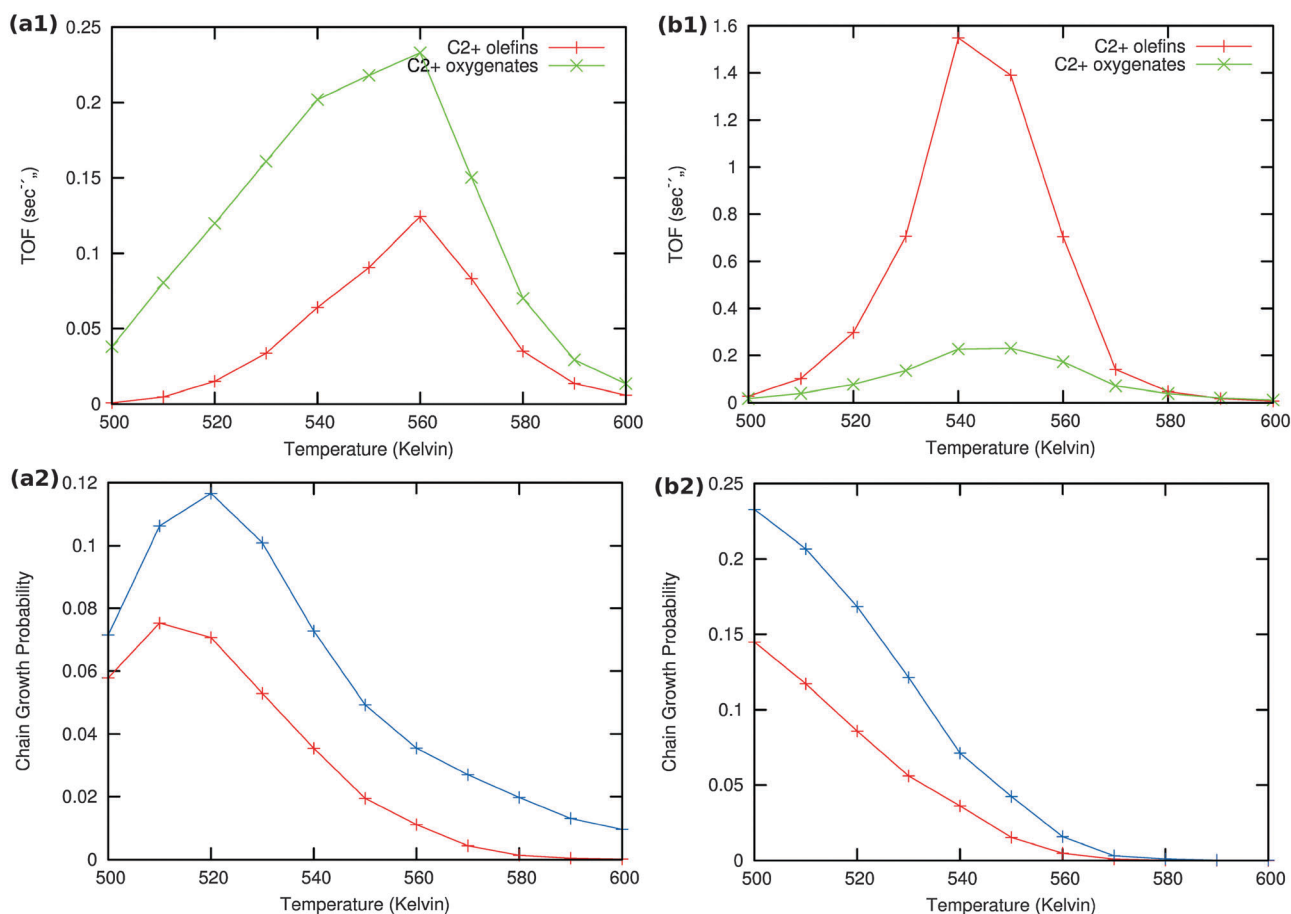 (a1)
0.25
0.2
0.15
0.1
0.05
0
TOF (sec⁻´„)
C2+ olefins
C2+ oxygenates
500 520 540 560 580 600
Temperature (Kelvin)
(b1)
1.6
1.4
1.2
1
0.8
0.6
0.4
0.2
0
TOF (sec⁻´„)
C2+ olefins
C2+ oxygenates
500 520 540 560 580 600
Temperature (Kelvin)
(a2)
0.12
0.1
0.08
0.06
0.04
0.02
0
Chain Growth Probability
500 520 540 560 580 600
Temperature (Kelvin)
(b2)
0.25
0.2
0.15
0.1
0.05
0
Chain Growth Probability
500 520 540 560 580 600
Temperature (Kelvin)